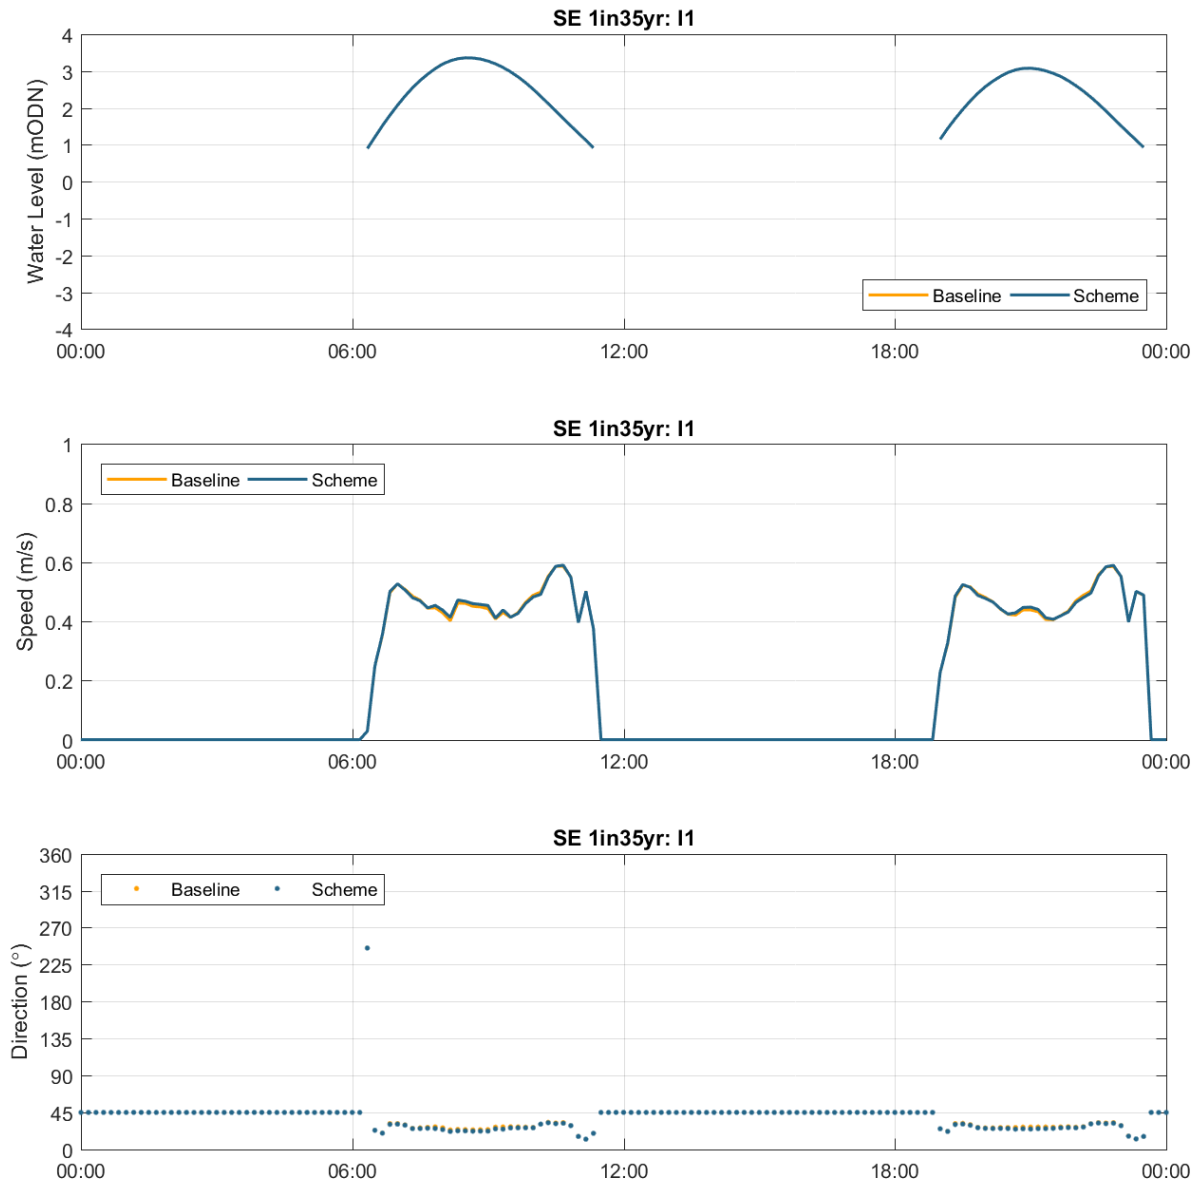 SE 1in35yr: I1
Water Level (mODN)
4
3
2
1
0
-1
-2
-3
-4
Baseline Scheme
00:00 06:00 12:00 18:00 00:00
SE 1in35yr: I1
Speed (m/s)
1
0.8
0.6
0.4
0.2
0
Baseline Scheme
00:00 06:00 12:00 18:00 00:00
SE 1in35yr: I1
Direction (°)
360
315
270
225
180
135
90
45
0
Baseline Scheme
00:00 06:00 12:00 18:00 00:00